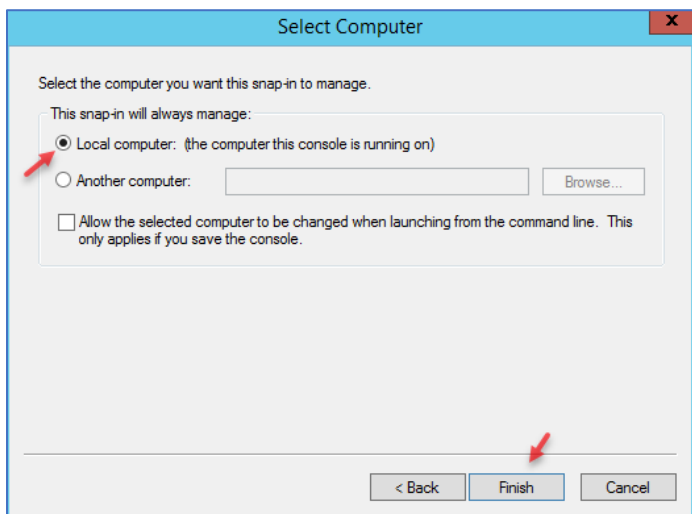 Select Computer
x
Select the computer you want this snap-in to manage.
This snap-in will always manage:
Local computer: (the computer this console is running on)
Another computer:
Browse...
Allow the selected computer to be changed when launching from the command line. This
only applies if you save the console.
< Back
Finish
Cancel